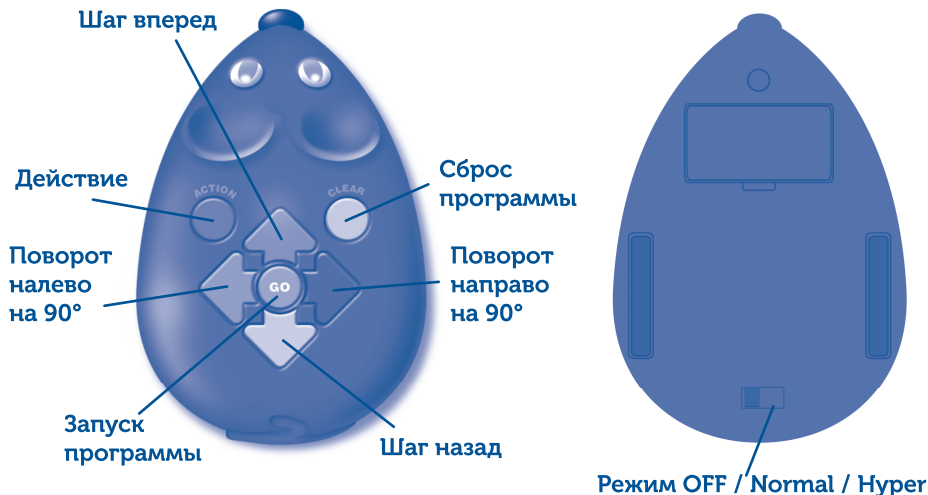 Шаг вперед
Действие
ACTION
CLEAR
Сброс
программы
Поворот
налево
на 90°
GO
Поворот
направо
на 90°
Запуск
программы
Шаг назад
Режим OFF / Normal / Hyper